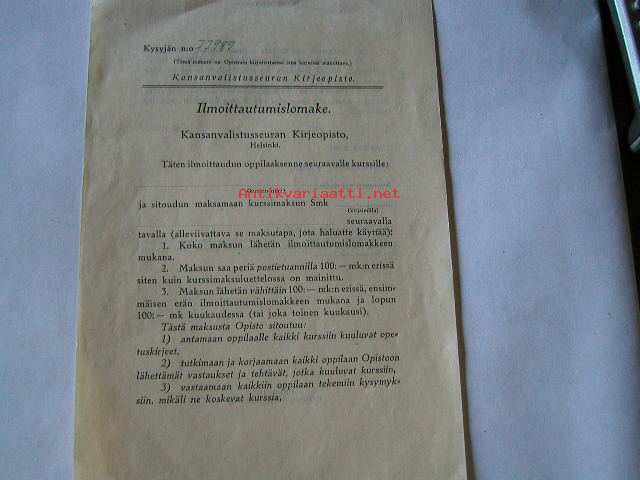 Kysyjän n:o 77989
(Tämä numero on Opistoon kirjoitettaessa aina kuoressa mainittava.)
Kansanvalistusseuran Kirjeopisto.
Ilmoittautumislomake.
Kansanvalistusseuran Kirjeopisto,
Helsinki.
Täten ilmoittaudun oppilaaksenne seuraavalle kurssille:
Antikvariaatti.net
ja sitoudun maksamaan kurssimaksun Smk
seuraavalla
tavalla (alleviivattava se maksutapa, jota haluatte käyttää):
1. Koko maksun lähetän ilmoittautumislomakkeen
mukana.
2. Maksun saa periä postietuannilla 100:— mk:n erissä
siten kuin kurssimaksuluettelossa on mainittu.
3. Maksun lähetän vähittäin 100:— mk:n erissä, ensim-
mäisen erän ilmoittautumislomakkeen mukana ja lopun
100:— mk kuukaudessa (tai joka toinen kuukausi).
Tästä maksusta Opisto sitoutuu:
1) antamaan oppilaalle kaikki kurssiin kuuluvat ope-
tuskirjeet,
2) tutkimaan ja korjaamaan kaikki oppilaan Opistoon
lähettämät vastaukset ja tehtävät, jotka kuuluvat kurssiin,
3) vastaamaan kaikkiin oppilaan tekemiin kysymyk-
siin, mikäli ne koskevat kurssia,